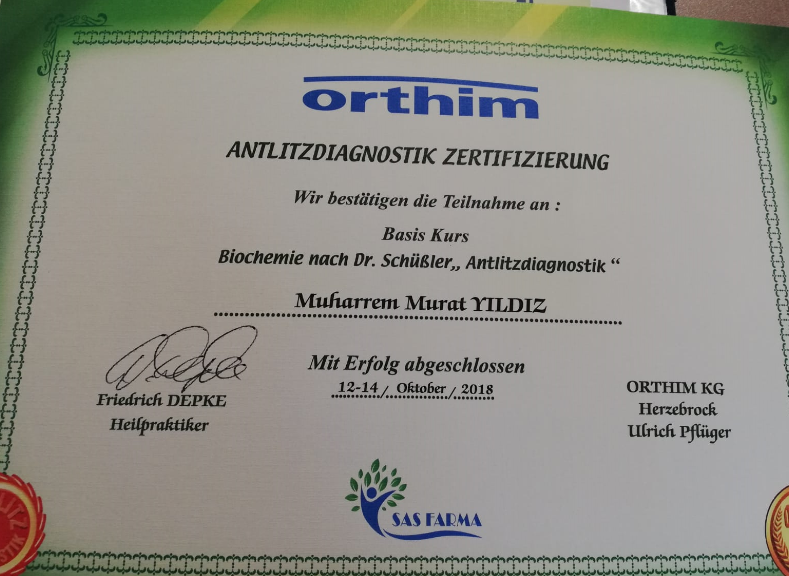 orthim
ANTLITZDIAGNOSTIK ZERTIFIZIERUNG
Wir bestätigen die Teilnahme an :
Basis Kurs
Biochemie nach Dr. Schüßler„ Antlitzdiagnostik “
Muharrem Murat YILDIZ
Mit Erfolg abgeschlossen
12-14/ Oktober / 2018
Friedrich DEPKE
Heilpraktiker
ORTHIM KG
Herzebrock
Ulrich Pflüger
SAS FARMA